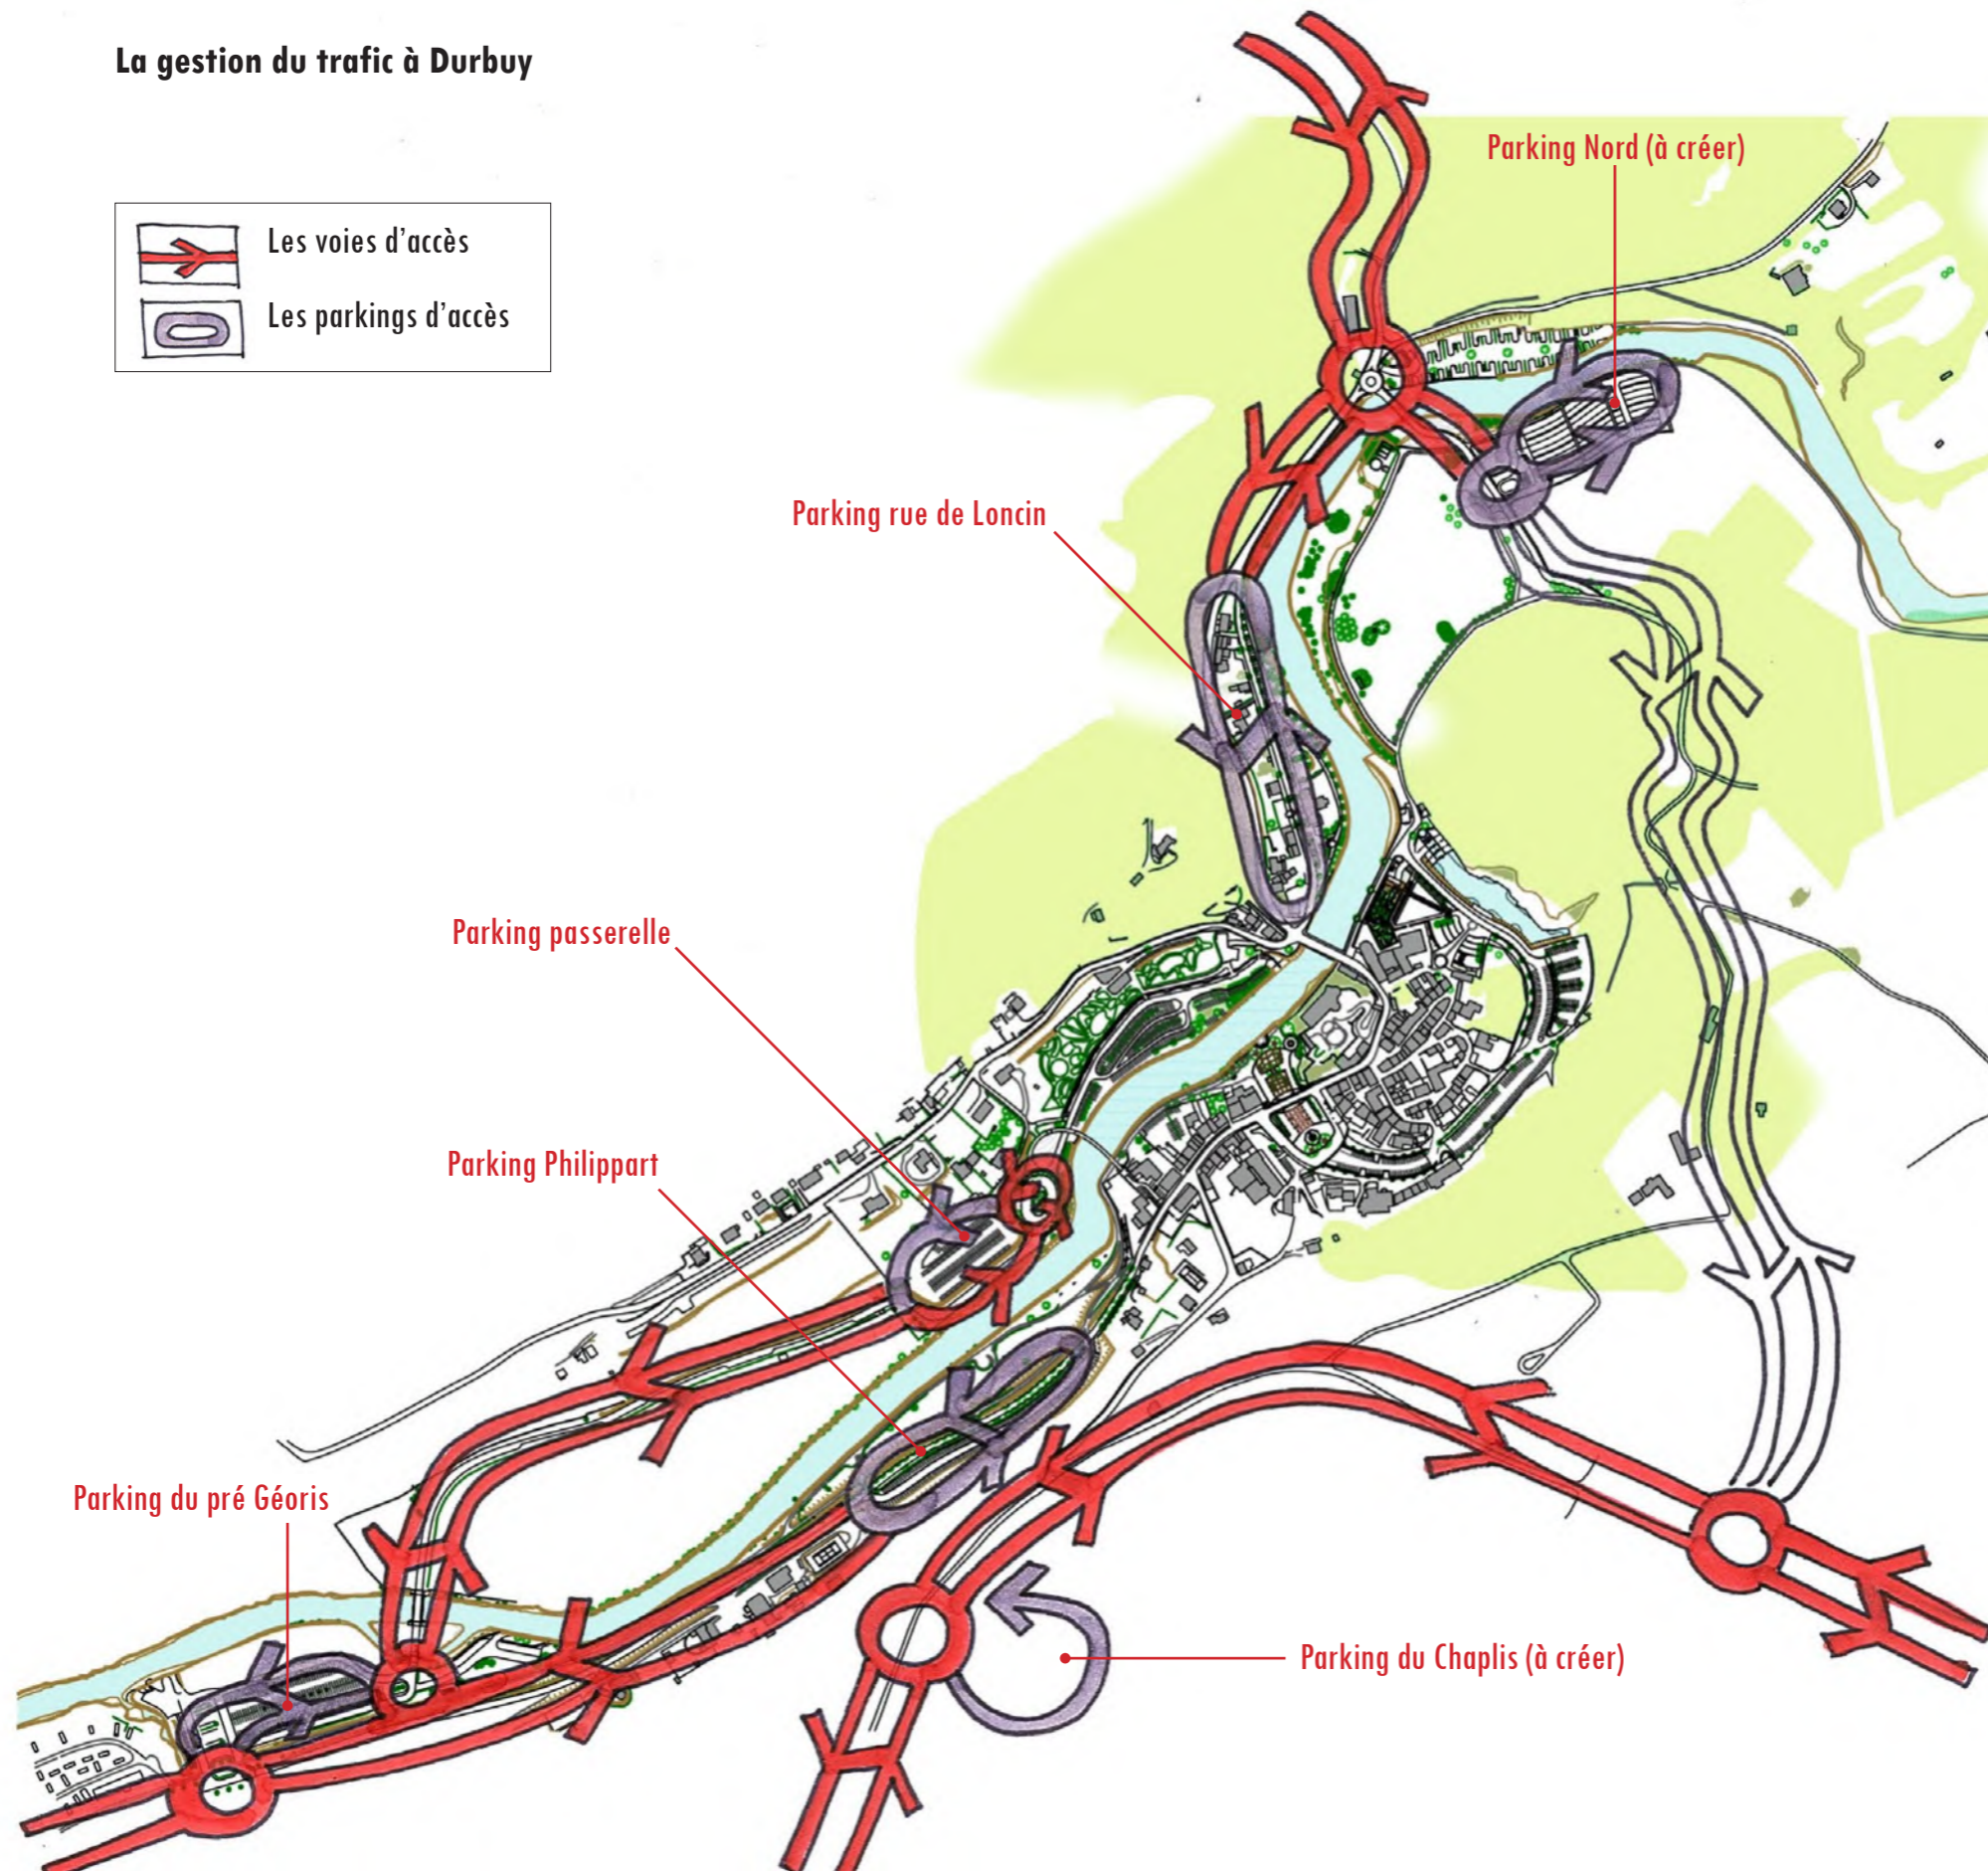 La gestion du trafic à Durbuy
Les voies d'accès
Les parkings d'accès
Parking Nord (à créer)
Parking rue de Loncin
Parking passerelle
Parking Philippart
Parking du pré Géoris
Parking du Chaplis (à créer)